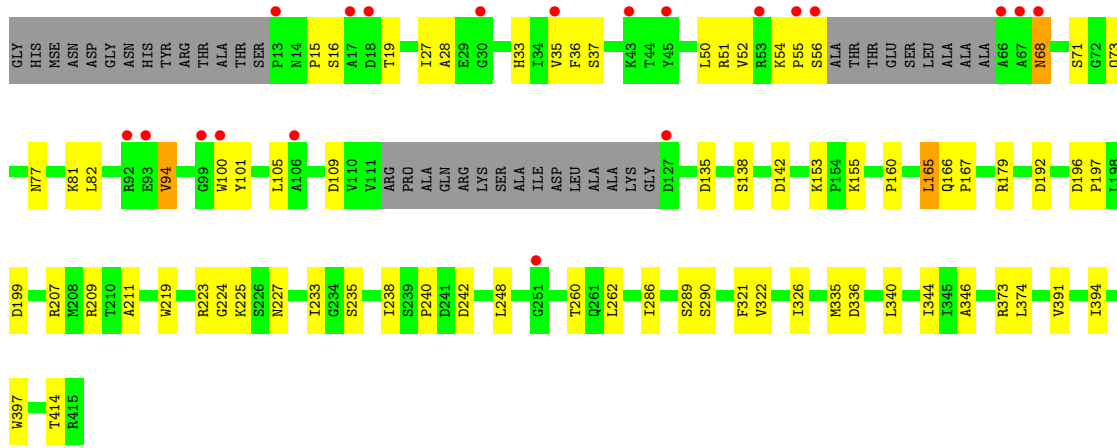 GLY HIS MSE ASN ASP GLY ASN HIS TYR ARG THR ALA THR SER P13 N14 P15 S16 A17 D18 T19 I27 A28 E29 G30 H33 I34 V35 F36 S37 K43 T44 Y45 L50 R51 V52 R53 K54 P55 S56 ALA THR THR GLU SER LEU ALA ALA ALA A66 A67 N68 S71 G72 Q73
N77 K81 L82 R92 E93 V94 G99 W100 Y101 L105 A106 D109 V110 V111 ARG PRO ALA GLN ARG LYS SER ALA ILE ASP LEU ALA ALA LYS GLY D127 D135 S138 D142 K153 P154 K155 P160 L165 Q166 P167 R179 D192 D196 P197 L198
D199 R207 M208 R209 T210 A211 W219 R223 G224 K225 S226 N227 I233 G234 S235 I238 S239 P240 D241 D242 L248 G251 T260 Q261 L262 I286 S289 S290 F321 V322 I326 M335 D336 L340 I344 I345 A346 R373 L374 V391 I394
W397 T414 R415